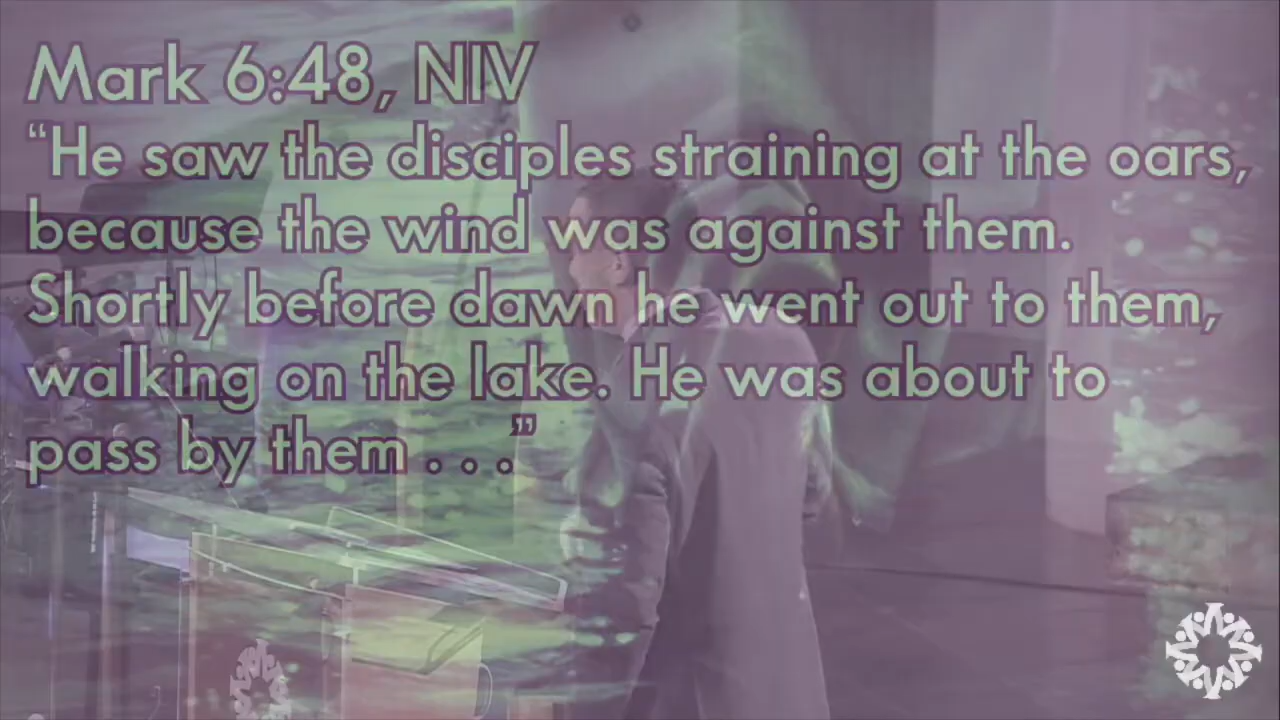 Mark 6:48, NIV
“He saw the disciples straining at the oars,
because the wind was against them.
Shortly before dawn he went out to them,
walking on the lake. He was about to
pass by them . . .”